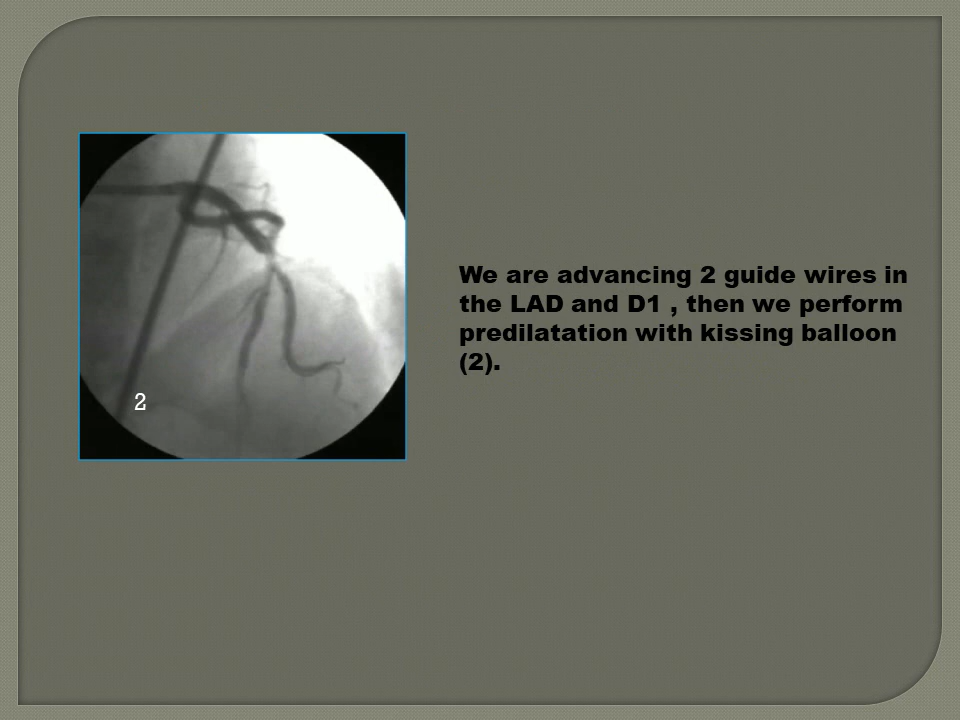 We are advancing 2 guide wires in
the LAD and D1 , then we perform
predilatation with kissing balloon
(2).
2